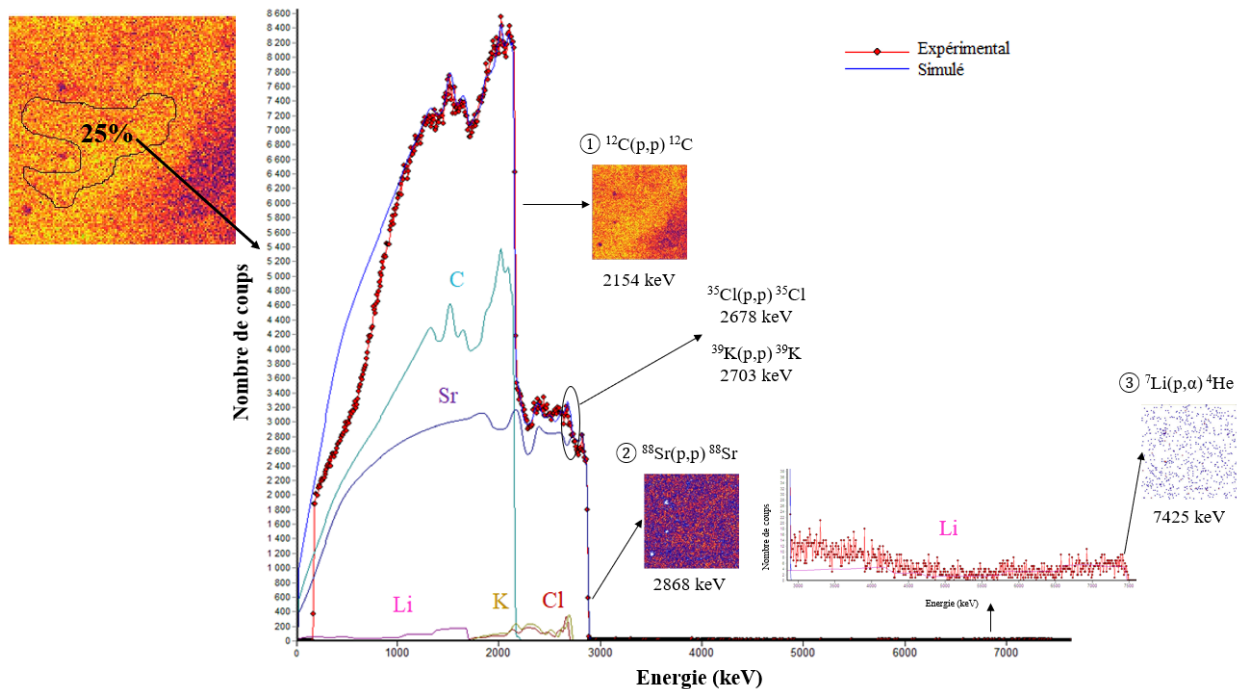 25%
Expérimental
Simulé
① ¹²C(p,p) ¹²C
2154 keV
³⁵Cl(p,p) ³⁵Cl
2678 keV
³⁹K(p,p) ³⁹K
2703 keV
② ⁸⁸Sr(p,p) ⁸⁸Sr
2868 keV
③ ⁷Li(p,α) ⁴He
7425 keV
Nombre de coups
8 600
8 400
8 200
8 000
7 800
7 600
7 400
7 200
7 000
6 800
6 600
6 400
6 200
6 000
5 800
5 600
5 400
5 200
5 000
4 800
4 600
4 400
4 200
4 000
3 800
3 600
3 400
3 200
3 000
2 800
2 600
2 400
2 200
2 000
1 800
1 600
1 400
1 200
1 000
800
600
400
200
0
C
Sr
Li
K
Cl
0 1000 2000 3000 4000 5000 6000 7000
Energie (keV)
Nombre de coups
Li
Energie (keV)